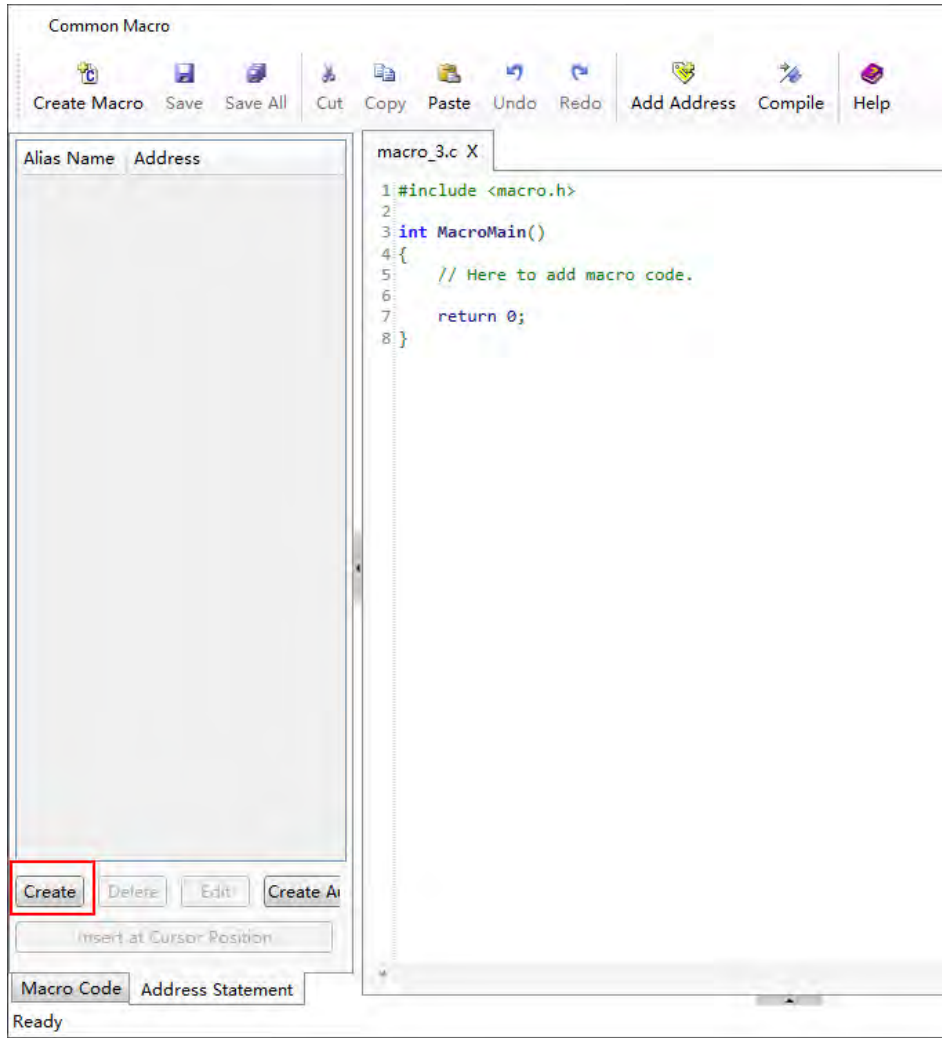 Common Macro
Create Macro Save Save All Cut Copy Paste Undo Redo Add Address Compile Help
Alias Name Address
macro_3.c X
1 #include <macro.h>
2
3 int MacroMain()
4 {
5 // Here to add macro code.
6
7 return 0;
8 }
Create Delete Edit Create Au
Insert at Cursor Position
Macro Code Address Statement
Ready